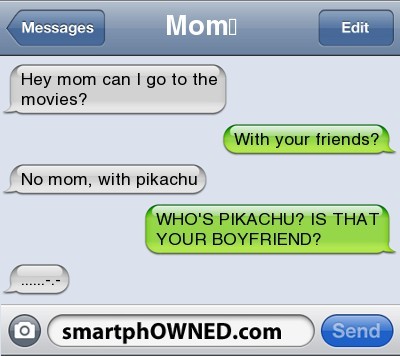 Messages
Mom
Edit
Hey mom can I go to the
movies?
With your friends?
No mom, with pikachu
WHO'S PIKACHU? IS THAT
YOUR BOYFRIEND?
......-.-
smartphOWNED.com
Send